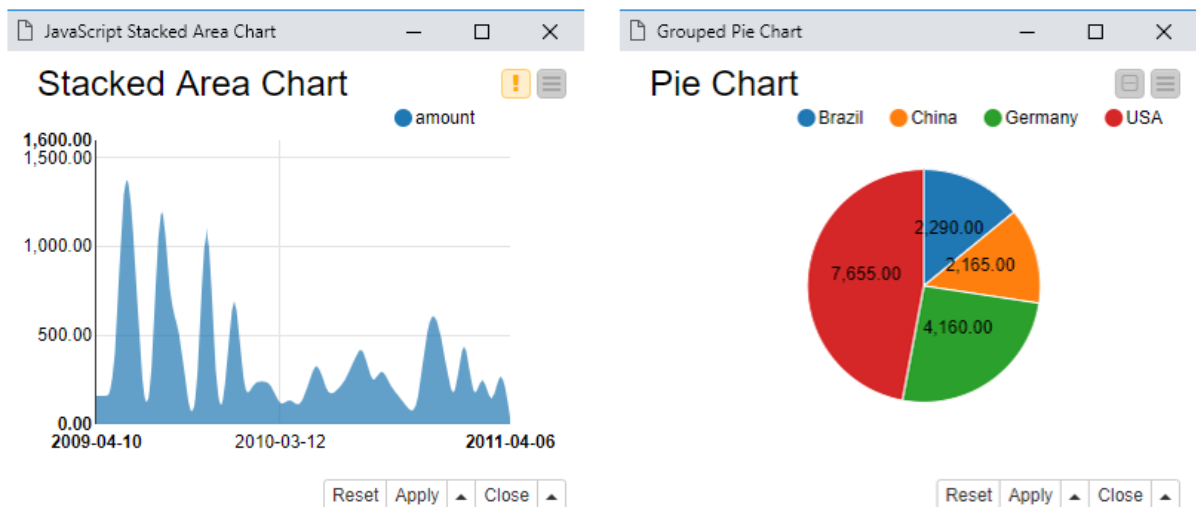 JavaScript Stacked Area Chart
Stacked Area Chart
!
amount
1,600.00
1,500.00
1,000.00
500.00
0.00
2009-04-10 2010-03-12 2011-04-06
Reset Apply Close
Grouped Pie Chart
Pie Chart
Brazil China Germany USA
2,290.00
2,165.00
7,655.00
4,160.00
Reset Apply Close